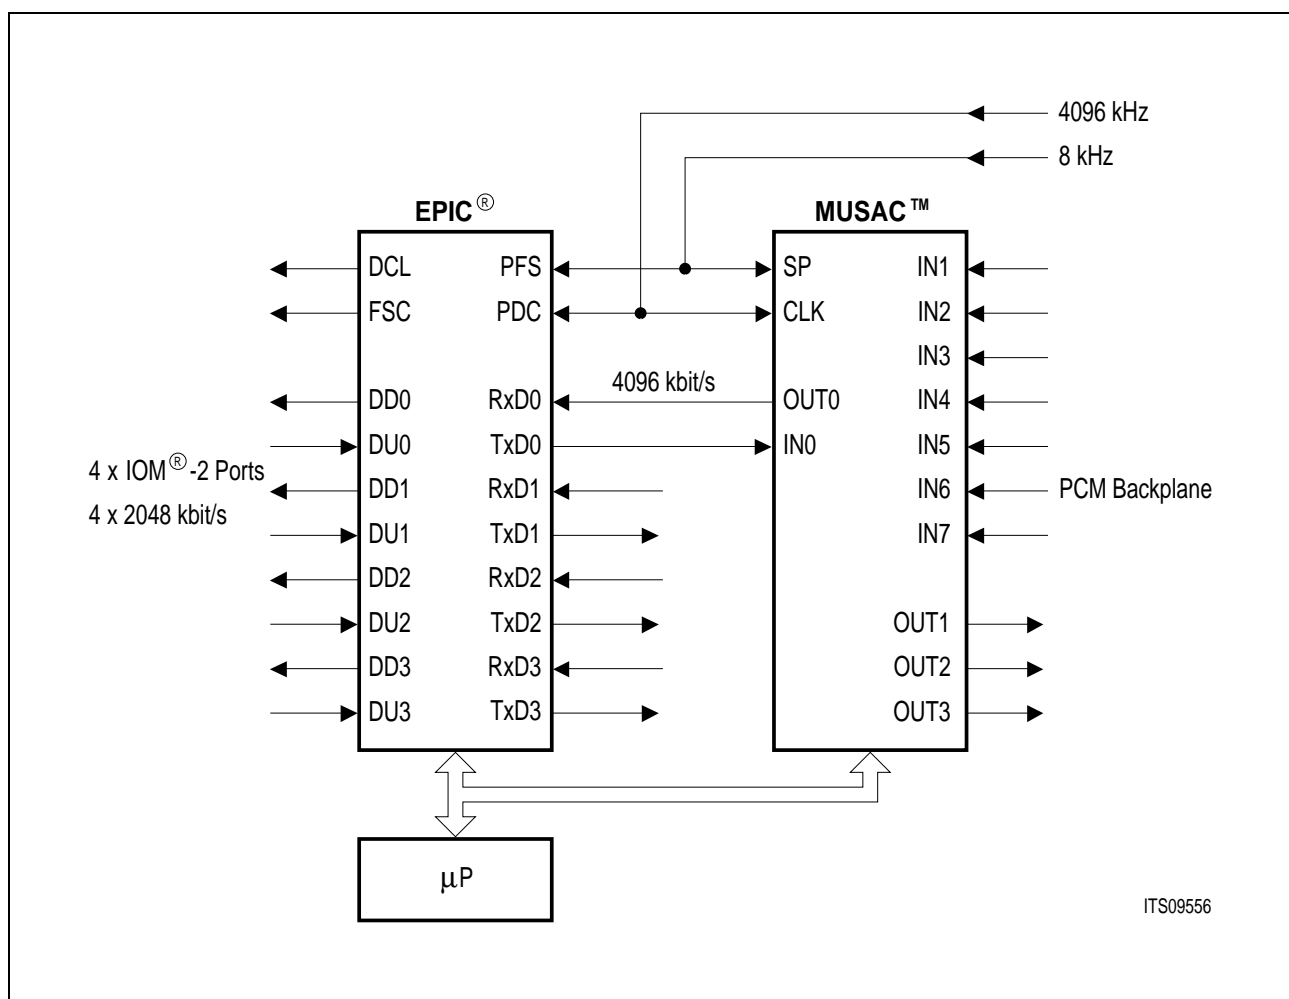 4096 kHz
8 kHz
EPIC®
MUSAC™
DCL PFS SP IN1
FSC PDC CLK IN2
IN3
4096 kbit/s
DD0 RxD0 OUT0 IN4
DU0 TxD0 IN0 IN5
4 x IOM®-2 Ports
DD1 RxD1 IN6 PCM Backplane
4 x 2048 kbit/s
DU1 TxD1 IN7
DD2 RxD2
DU2 TxD2 OUT1
DD3 RxD3 OUT2
DU3 TxD3 OUT3
µP
ITS09556